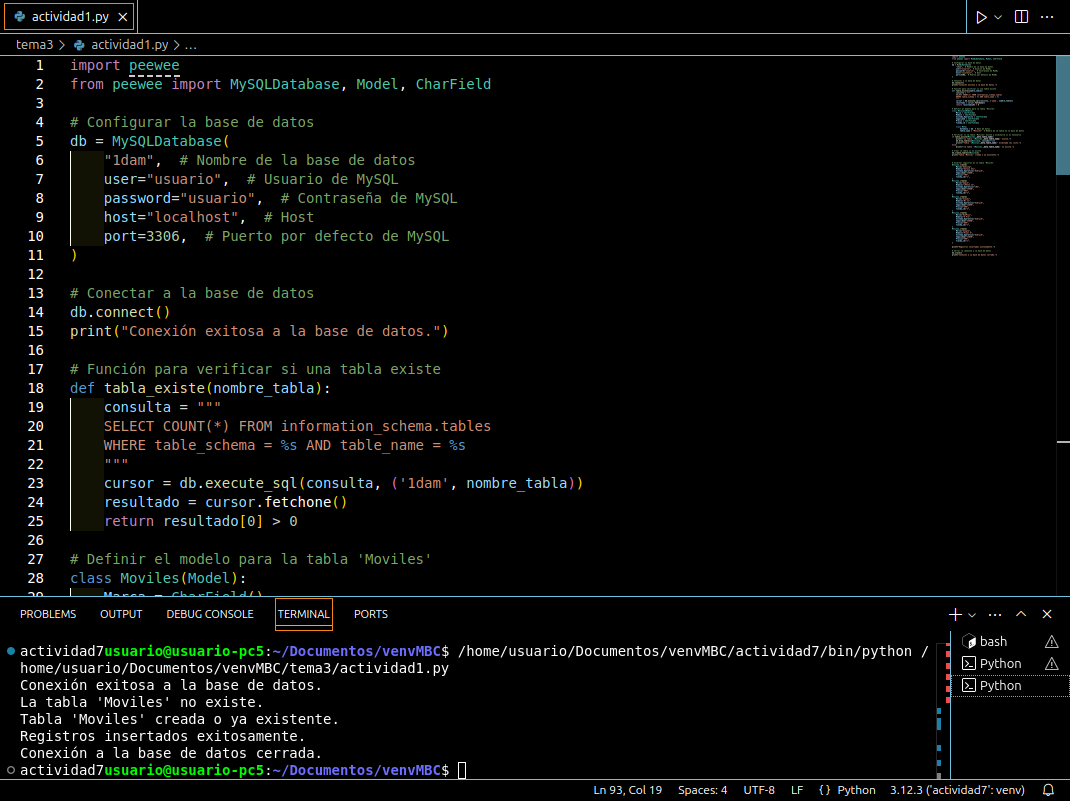 actividad1.py
tema3 > actividad1.py > ...
1 import peewee
2 from peewee import MySQLDatabase, Model, CharField
3
4 # Configurar la base de datos
5 db = MySQLDatabase(
6     "1dam",  # Nombre de la base de datos
7     user="usuario",  # Usuario de MySQL
8     password="usuario",  # Contraseña de MySQL
9     host="localhost",  # Host
10     port=3306,  # Puerto por defecto de MySQL
11 )
12
13 # Conectar a la base de datos
14 db.connect()
15 print("Conexión exitosa a la base de datos.")
16
17 # Función para verificar si una tabla existe
18 def tabla_existe(nombre_tabla):
19     consulta = """
20     SELECT COUNT(*) FROM information_schema.tables
21     WHERE table_schema = %s AND table_name = %s
22     """
23     cursor = db.execute_sql(consulta, ('1dam', nombre_tabla))
24     resultado = cursor.fetchone()
25     return resultado[0] > 0
26
27 # Definir el modelo para la tabla 'Moviles'
28 class Moviles(Model):
29     Marca = CharField()
PROBLEMS OUTPUT DEBUG CONSOLE TERMINAL PORTS
actividad7usuario@usuario-pc5:~/Documentos/venvMBC$ /home/usuario/Documentos/venvMBC/actividad7/bin/python /
home/usuario/Documentos/venvMBC/tema3/actividad1.py
Conexión exitosa a la base de datos.
La tabla 'Moviles' no existe.
Tabla 'Moviles' creada o ya existente.
Registros insertados exitosamente.
Conexión a la base de datos cerrada.
actividad7usuario@usuario-pc5:~/Documentos/venvMBC$
bash
Python
Python
Ln 93, Col 19 Spaces: 4 UTF-8 LF {} Python 3.12.3 ('actividad7': venv)